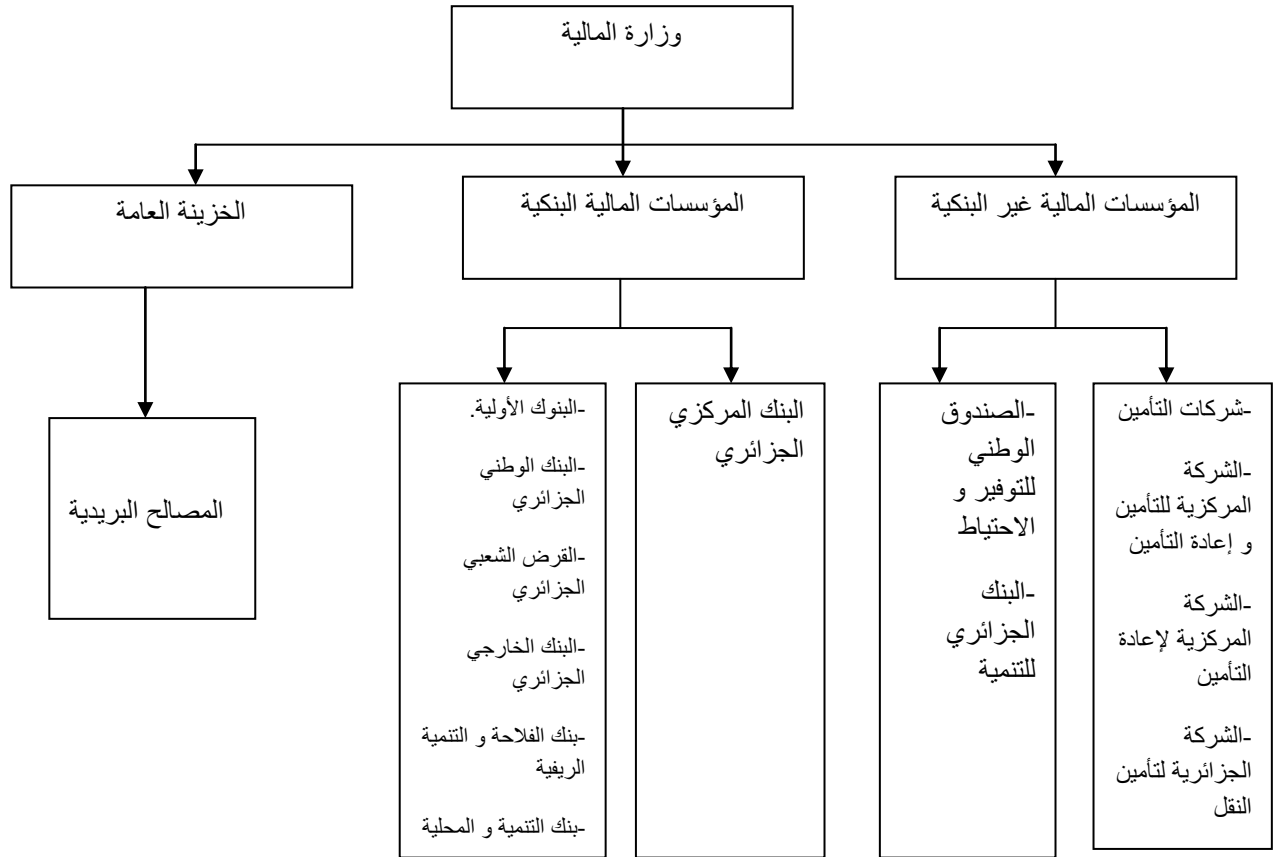 وزارة المالية
المؤسسات المالية غير البنكية
المؤسسات المالية البنكية
الخزينة العامة
-شركات التأمين
-الشركة
المركزية للتأمين
و إعادة التأمين
-الشركة
المركزية لإعادة
التأمين
-الشركة
الجزائرية لتأمين
النقل
-الصندوق
الوطني
للتوفير و
الاحتياط
-البنك
الجزائري
للتنمية
البنك المركزي
الجزائري
-البنوك الأولية.
-البنك الوطني
الجزائري
-القرض الشعبي
الجزائري
-البنك الخارجي
الجزائري
-بنك الفلاحة و التنمية
الريفية
-بنك التنمية و المحلية
المصالح البريدية